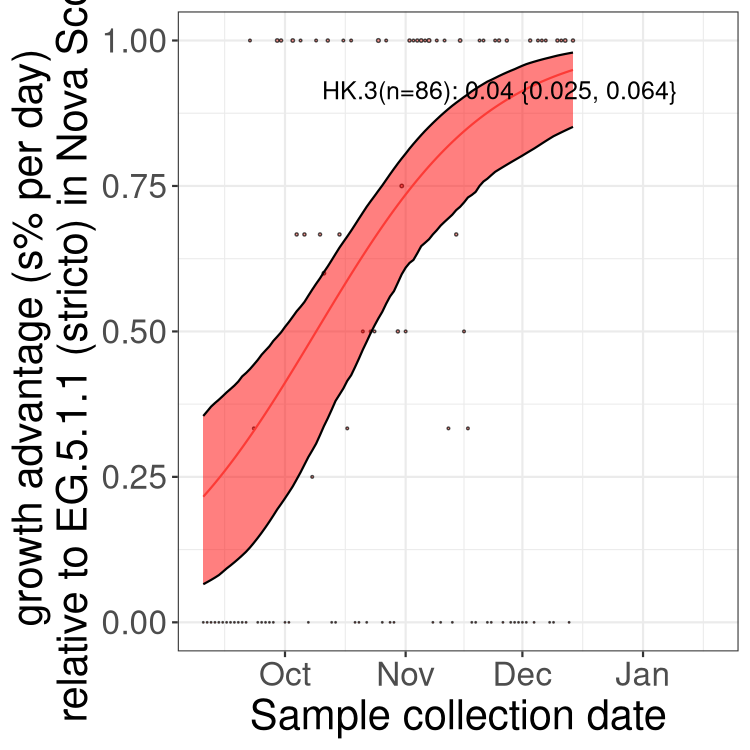 growth advantage (s% per day)
relative to EG.5.1.1 (stricto) in Nova
1.00
0.75
0.50
0.25
0.00
HK.3(n=86): 0.04 {0.025, 0.064}
Oct Nov Dec Jan
Sample collection date